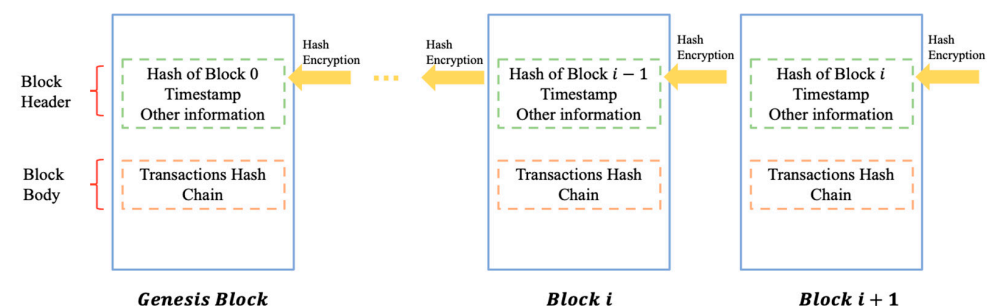 Block
Header
Hash of Block 0
Timestamp
Other information
Hash
Encryption
...
Hash
Encryption
Hash of Block i − 1
Timestamp
Other information
Hash
Encryption
Hash of Block i
Timestamp
Other information
Hash
Encryption
Block
Body
Transactions Hash
Chain
Transactions Hash
Chain
Transactions Hash
Chain
Genesis Block
Block i
Block i + 1